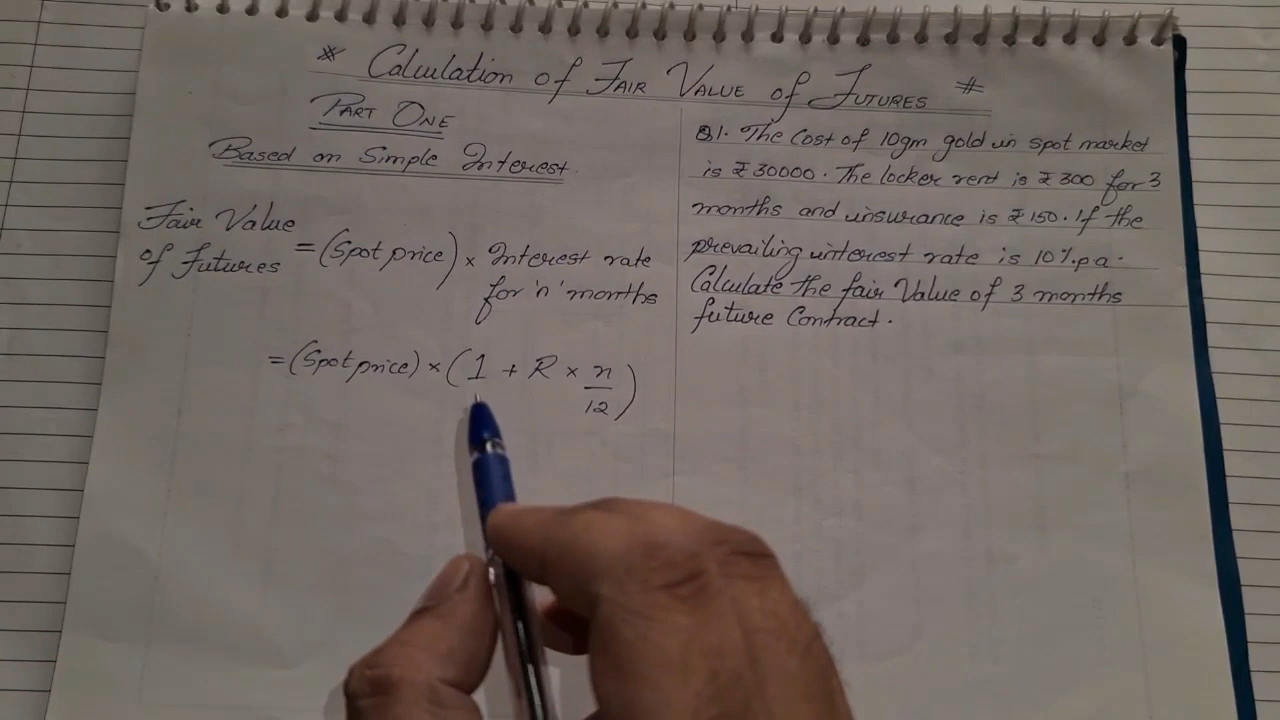 * Calculation of FAIR VALUE of FUTURES #
PART ONE
Based on Simple Interest.
Fair Value
of Futures = (Spot price) × Interest rate
for 'n' months
= (Spot price) × (1 + R × n/12)
Q.1. The Cost of 10gm gold in spot market
is ₹30000. The locker rent is ₹300 for 3
months and insurance is ₹150. If the
prevailing interest rate is 10%.p.a.
Calculate the fair Value of 3 months
future Contract.